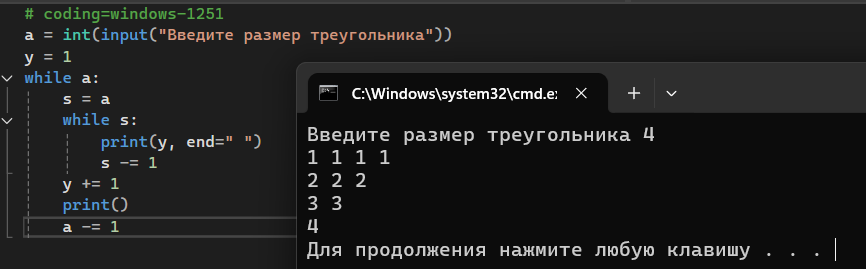 # coding=windows-1251
a = int(input("Введите размер треугольника"))
y = 1
while a:
    s = a
    while s:
        print(y, end=" ")
        s -= 1
    y += 1
    print()
    a -= 1
C:\Windows\system32\cmd.ex
Введите размер треугольника 4
1 1 1 1
2 2 2
3 3
4
Для продолжения нажмите любую клавишу . . .